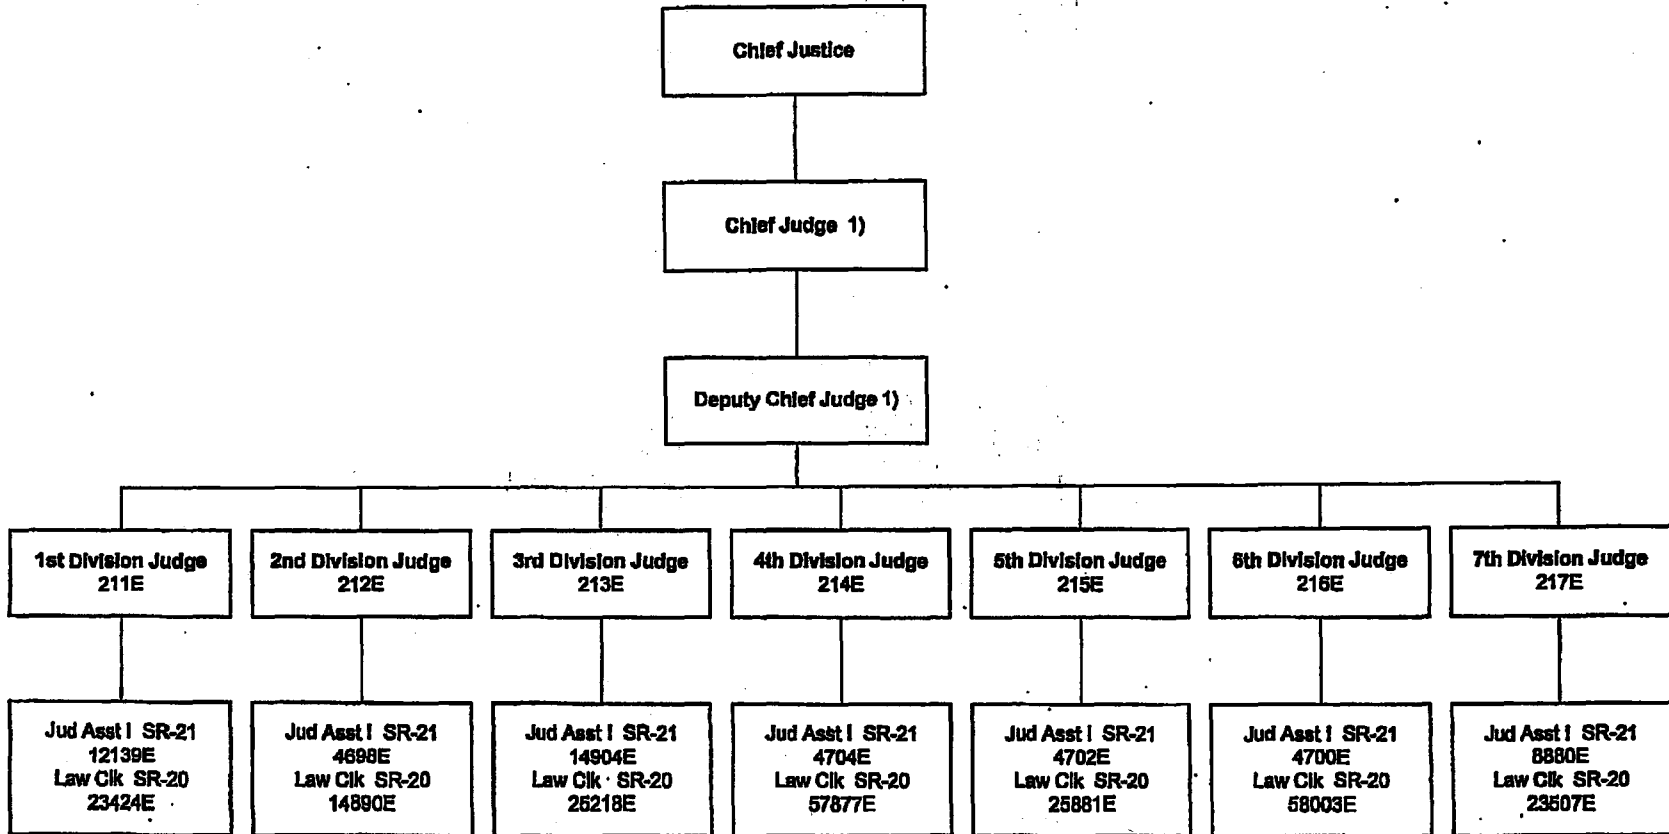 Chief Justice
Chief Judge 1)
Deputy Chief Judge 1)
1st Division Judge
211E
2nd Division Judge
212E
3rd Division Judge
213E
4th Division Judge
214E
5th Division Judge
215E
6th Division Judge
216E
7th Division Judge
217E
Jud Asst I SR-21
12139E
Law Clk SR-20
23424E
Jud Asst I SR-21
4698E
Law Clk SR-20
14890E
Jud Asst I SR-21
14904E
Law Clk SR-20
25218E
Jud Asst I SR-21
4704E
Law Clk SR-20
57877E
Jud Asst I SR-21
4702E
Law Clk SR-20
25881E
Jud Asst I SR-21
4700E
Law Clk SR-20
58003E
Jud Asst I SR-21
8880E
Law Clk SR-20
23507E